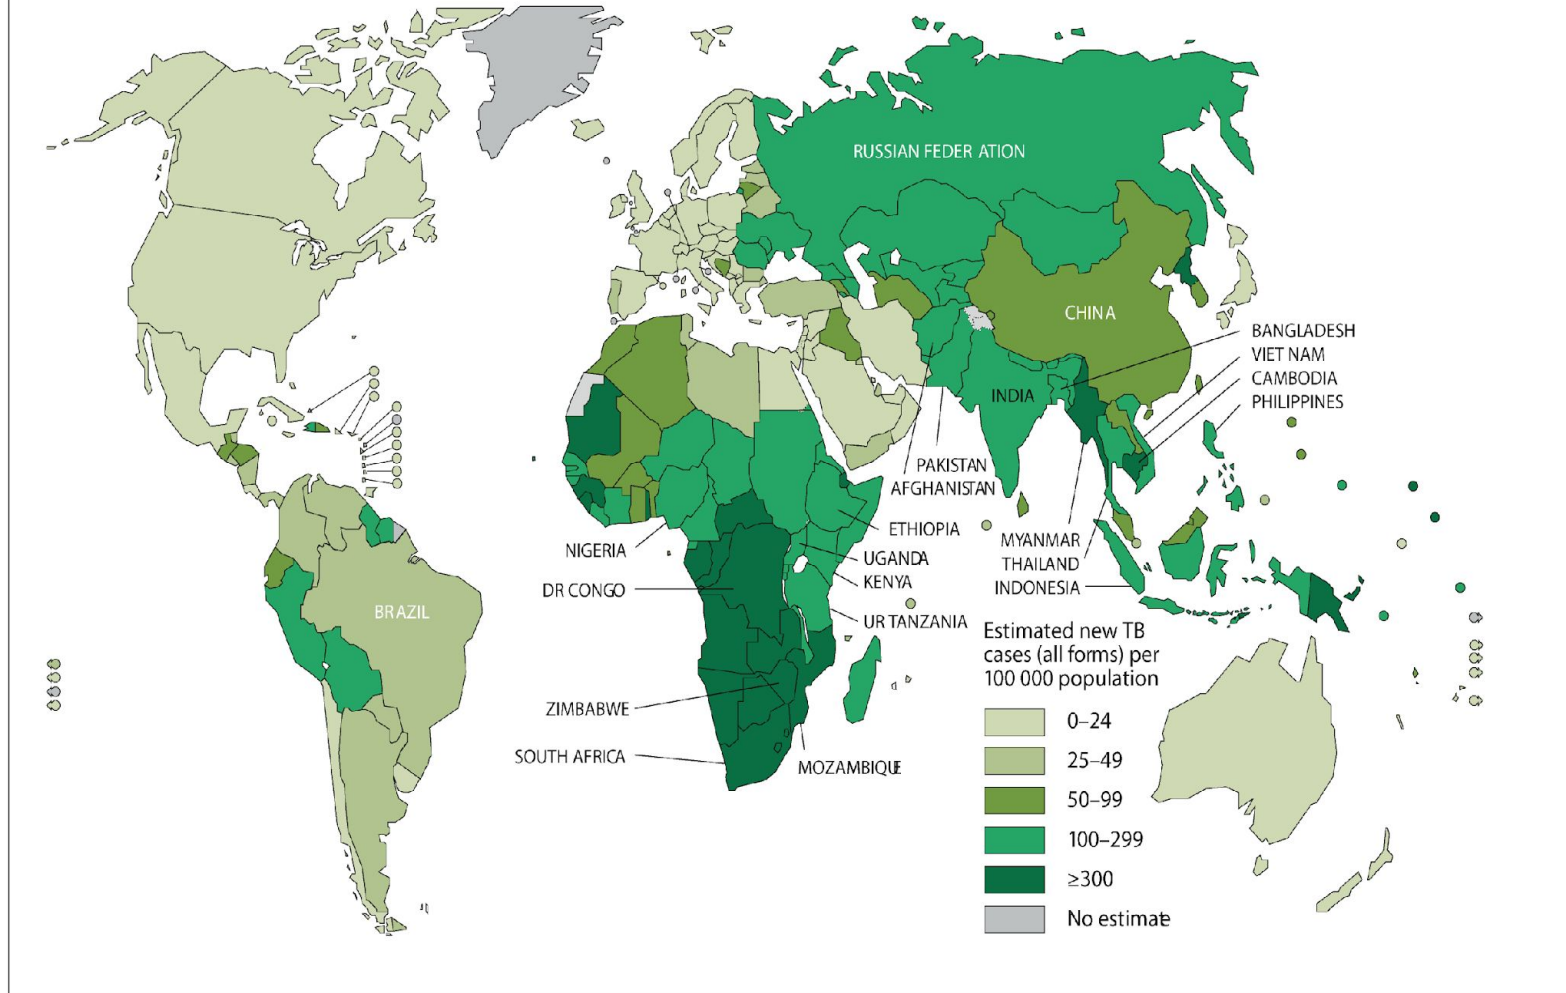 RUSSIAN FEDER ATION
CHINA
BANGLADESH
VIET NAM
CAMBODIA
PHILIPPINES
INDIA
PAKISTAN
AFGHANISTAN
ETHIOPIA
NIGERIA
UGANDA
KENYA
MYANMAR
THAILAND
INDONESIA
DR CONGO
BRAZIL
UR TANZANIA
ZIMBABWE
SOUTH AFRICA
MOZAMBIQUE
Estimated new TB
cases (all forms) per
100 000 population
0–24
25–49
50–99
100–299
≥300
No estimate